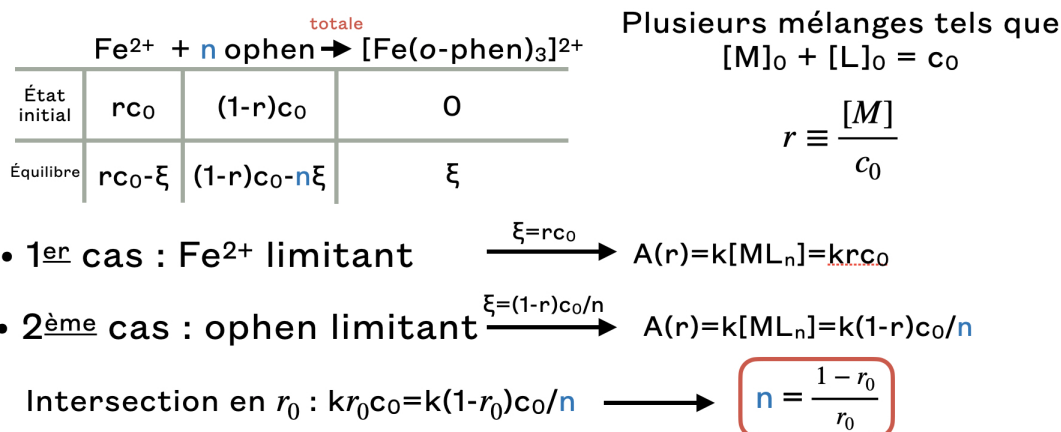 totale
Fe²⁺ + n ophen → [Fe(o-phen)₃]²⁺
État initial rc₀ (1-r)c₀ 0
Équilibre rc₀-ξ (1-r)c₀-nξ ξ
Plusieurs mélanges tels que
[M]₀ + [L]₀ = c₀
r ≡ [M]/c₀
• 1er cas : Fe²⁺ limitant ξ=rc₀ → A(r)=k[MLₙ]=krc₀
• 2ème cas : ophen limitant ξ=(1-r)c₀/n → A(r)=k[MLₙ]=k(1-r)c₀/n
Intersection en r₀ : kr₀c₀=k(1-r₀)c₀/n → n = (1 − r₀)/r₀